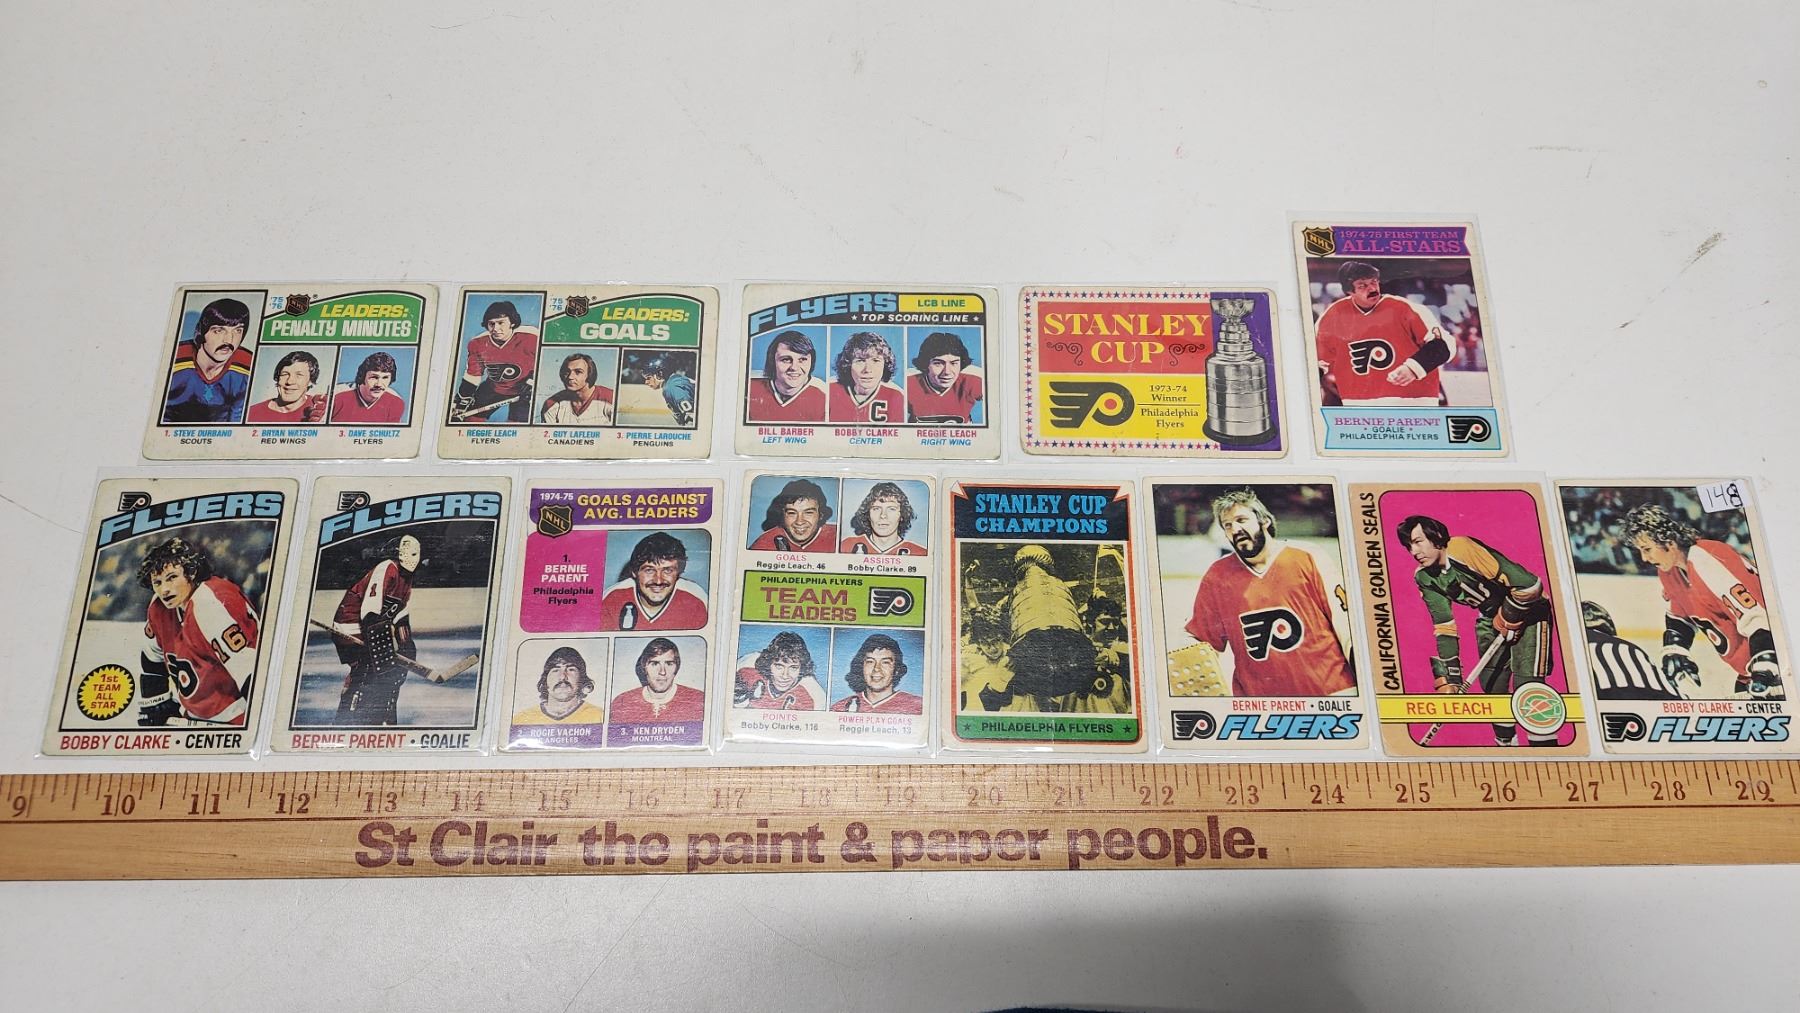 '75
'76
NHL
LEADERS:
PENALTY MINUTES
1. STEVE DURBANO
SCOUTS
2. BRYAN WATSON
RED WINGS
3. DAVE SCHULTZ
FLYERS
'75
'76
NHL
LEADERS:
GOALS
1. REGGIE LEACH
FLYERS
2. GUY LAFLEUR
CANADIENS
3. PIERRE LAROUCHE
PENGUINS
FLYERS
LCB LINE
★ TOP SCORING LINE ★
C
BILL BARBER
LEFT WING
BOBBY CLARKE
CENTER
REGGIE LEACH
RIGHT WING
STANLEY
CUP
1973-74
Winner
Philadelphia
Flyers
NHL
1974-75 FIRST TEAM
ALL-STARS
BERNIE PARENT
• GOALIE •
PHILADELPHIA FLYERS
FLYERS
16
1st
TEAM
ALL
STAR
BOBBY CLARKE • CENTER
FLYERS
1
BERNIE PARENT • GOALIE
1974-75
GOALS AGAINST
AVG. LEADERS
NHL
1.
BERNIE
PARENT
Philadelphia
Flyers
2. ROGIE VACHON
LOS ANGELES
3. KEN DRYDEN
MONTREAL
GOALS
Reggie Leach, 46
ASSISTS
Bobby Clarke, 89
PHILADELPHIA FLYERS
TEAM
LEADERS
POINTS
Bobby Clarke, 116
POWER PLAY GOALS
Reggie Leach, 13
STANLEY CUP
CHAMPIONS
★ PHILADELPHIA FLYERS ★
BERNIE PARENT • GOALIE
FLYERS
CALIFORNIA GOLDEN SEALS
REG LEACH
148
16
BOBBY CLARKE • CENTER
FLYERS
9 10 11 12 13 14 15 16 17 18 19 20 21 22 23 24 25 26 27 28 29
St Clair the paint & paper people.